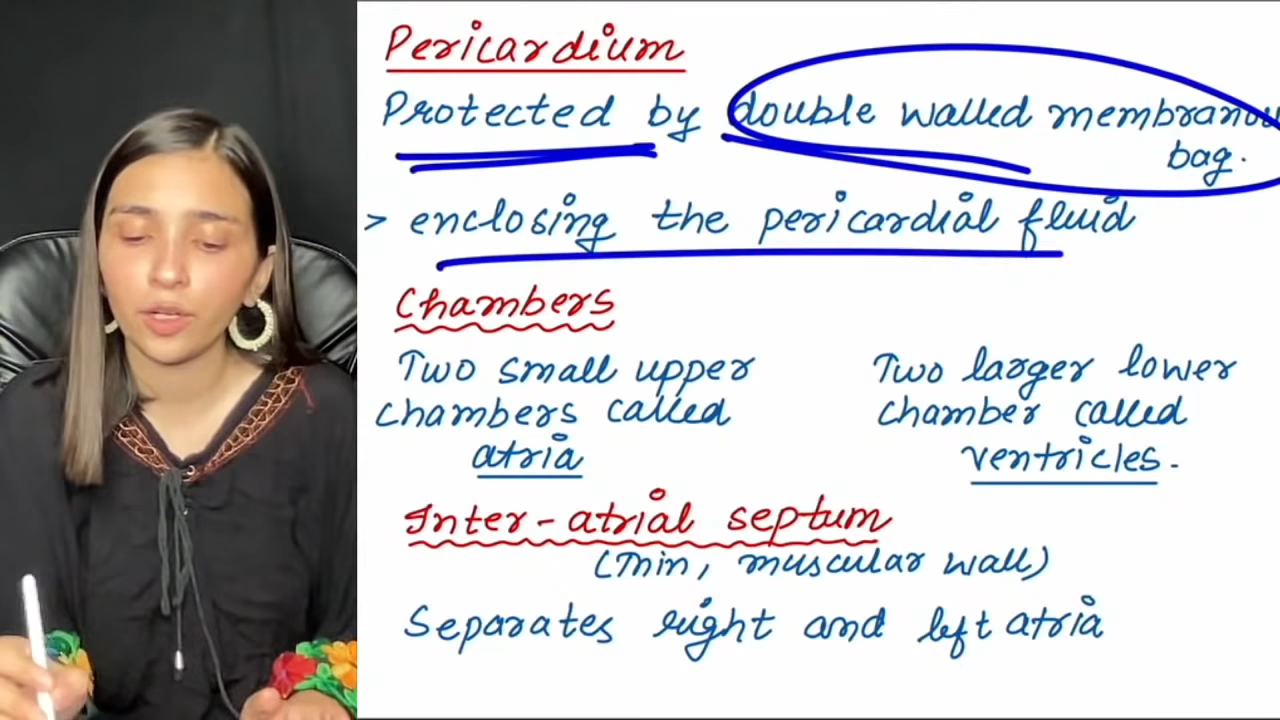 Pericardium
Protected by double walled membranou
bag.
> enclosing the pericardial fluid
Chambers
Two small upper
chambers called
atria
Two larger lower
chamber called
ventricles.
Inter-atrial septum
(Thin, muscular wall)
Separates right and left atria